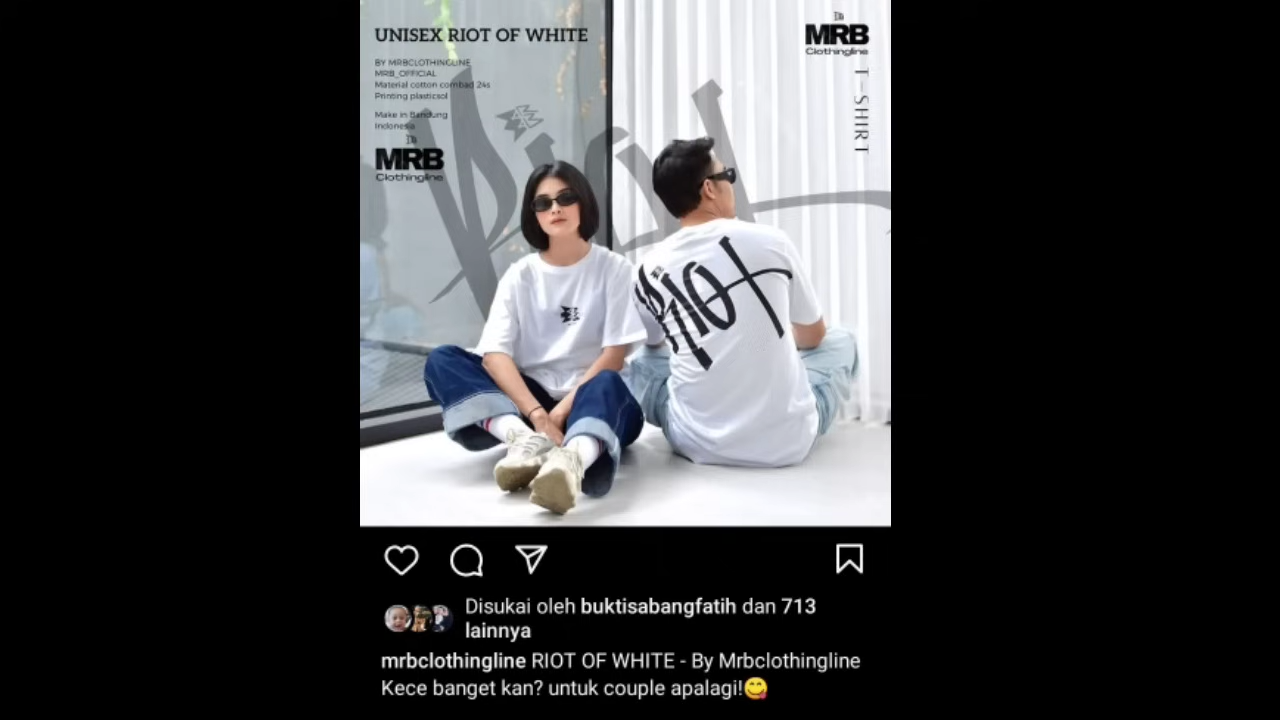 UNISEX RIOT OF WHITE
BY MRBCLOTHINGLINE
MRB_OFFICIAL
Material cotton combad 24s
Printing plasticsol
Make in Bandung
Indonesia
MRB
Clothingline
MRB
Clothingline
T-SHIRT
Riot
Riot
Disukai oleh buktisabangfatih dan 713
lainnya
mrbclothingline RIOT OF WHITE - By Mrbclothingline
Kece banget kan? untuk couple apalagi!😋